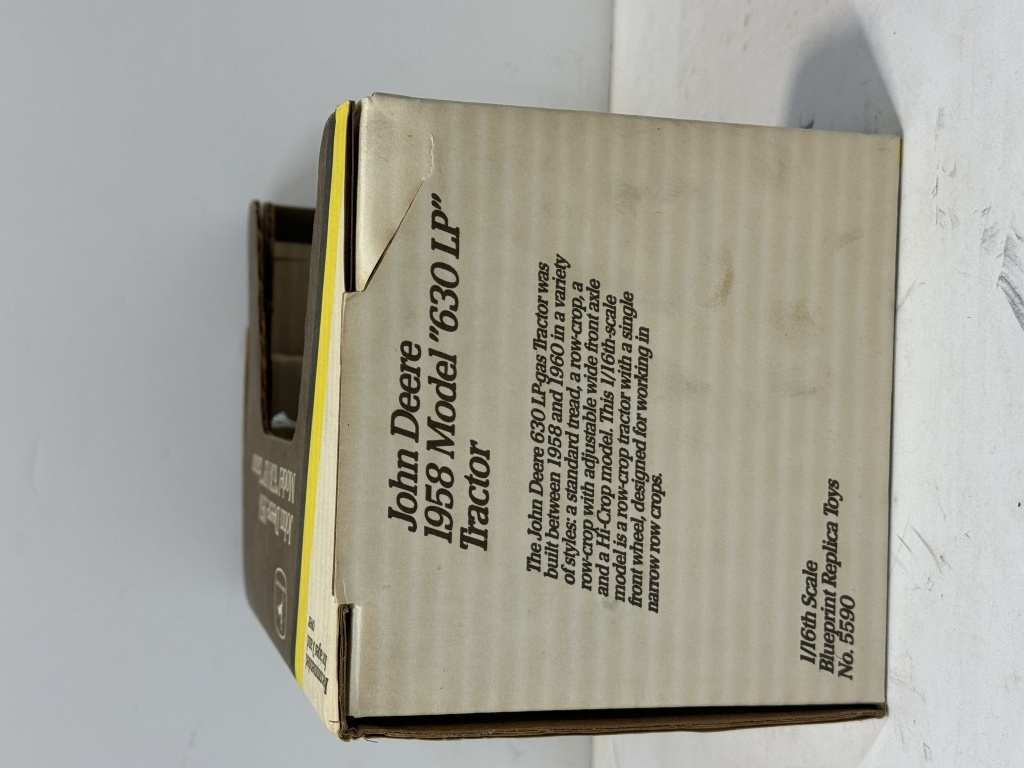 John Deere
1958 Model "630 LP"
Tractor
The John Deere 630 LP-gas Tractor was
built between 1958 and 1960 in a variety
of styles: a standard tread, a row-crop, a
row-crop with adjustable wide front axle
and a Hi-Crop model. This 1/16th-scale
model is a row-crop tractor with a single
front wheel, designed for working in
narrow row crops.
1/16th Scale
Blueprint Replica Toys
No. 5590
John Deere
Model